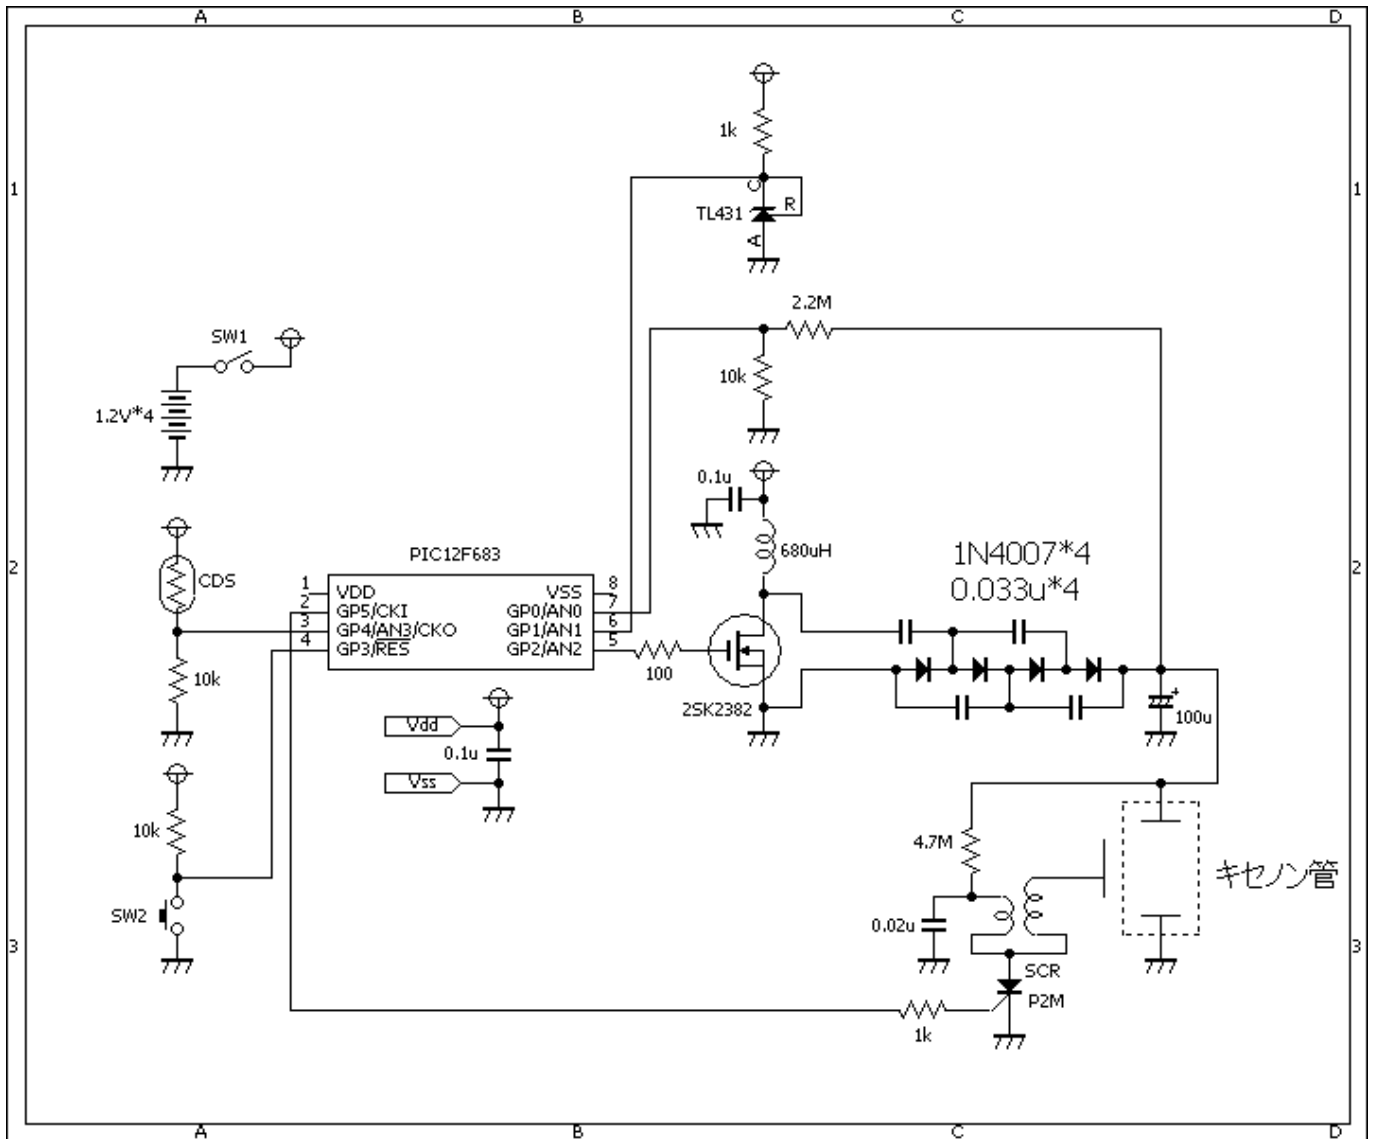 A B C D
1k
1 1
C
TL431 R
A
2.2M
SW1
10k
1.2V*4
0.1u
680uH
1N4007*4
0.033u*4
PIC12F683
2 2
CDS
1 VDD VSS 8
2 GP5/CKI GP0/AN0 7
3 GP4/AN3/CKO GP1/AN1 6
4 GP3/RES GP2/AN2 5
10k
100
2SK2382
+
100u
Vdd
0.1u
Vss
10k
4.7M
キセノン管
SW2
0.02u
3 3
SCR
P2M
1k
A B C D